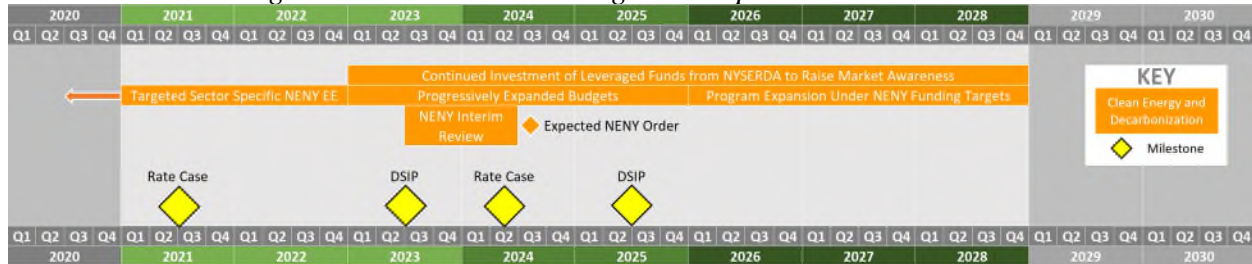 2020 2021 2022 2023 2024 2025 2026 2027 2028 2029 2030
Q1 Q2 Q3 Q4 Q1 Q2 Q3 Q4 Q1 Q2 Q3 Q4 Q1 Q2 Q3 Q4 Q1 Q2 Q3 Q4 Q1 Q2 Q3 Q4 Q1 Q2 Q3 Q4 Q1 Q2 Q3 Q4 Q1 Q2 Q3 Q4 Q1 Q2 Q3 Q4 Q1 Q2 Q3 Q4
Continued Investment of Leveraged Funds from NYSERDA to Raise Market Awareness
Targeted Sector Specific NENY EE Progressively Expanded Budgets Program Expansion Under NENY Funding Targets
NENY Interim
Review
Expected NENY Order
KEY
Clean Energy and
Decarbonization
Milestone
Rate Case DSIP Rate Case DSIP
Q1 Q2 Q3 Q4 Q1 Q2 Q3 Q4 Q1 Q2 Q3 Q4 Q1 Q2 Q3 Q4 Q1 Q2 Q3 Q4 Q1 Q2 Q3 Q4 Q1 Q2 Q3 Q4 Q1 Q2 Q3 Q4 Q1 Q2 Q3 Q4 Q1 Q2 Q3 Q4 Q1 Q2 Q3 Q4
2020 2021 2022 2023 2024 2025 2026 2027 2028 2029 2030